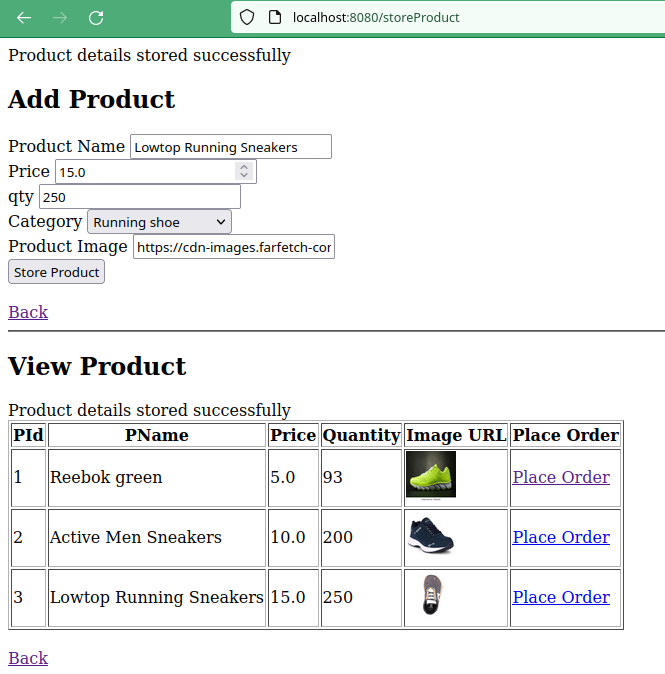 localhost:8080/storeProduct
Product details stored successfully
Add Product
Product Name Lowtop Running Sneakers
Price 15.0
qty 250
Category Running shoe
Product Image https://cdn-images.farfetch-cor
Store Product
Back
View Product
Product details stored successfully
PId PName Price Quantity Image URL Place Order
1 Reebok green 5.0 93 Place Order
2 Active Men Sneakers 10.0 200 Place Order
3 Lowtop Running Sneakers 15.0 250 Place Order
Back